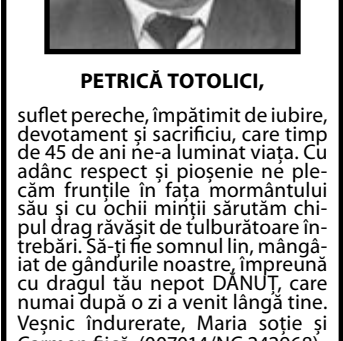 PETRICĂ TOTOLICI,
suflet pereche, împătimit de iubire,
devotament și sacrificiu, care timp
de 45 de ani ne-a luminat viața. Cu
adânc respect și pioșenie ne ple-
căm frunțile în fața mormântului
său și cu ochii minții sărutăm chi-
pul drag răvășit de tulburătoare în-
trebări. Să-ți fie somnul lin, mângâ-
iat de gândurile noastre, împreună
cu dragul tău nepot DĂNUȚ, care
numai după o zi a venit lângă tine.
Veșnic îndurerate, Maria soție și